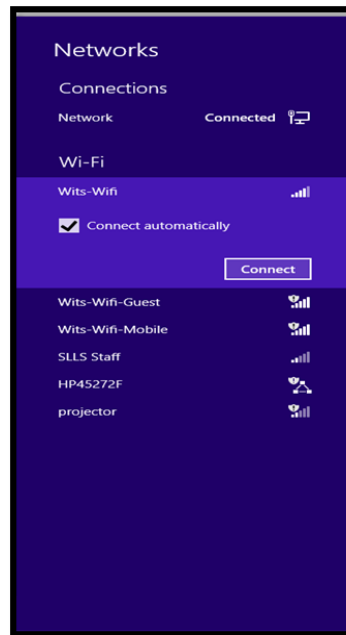 Networks
Connections
Network Connected
Wi-Fi
Wits-Wifi
Connect automatically
Connect
Wits-Wifi-Guest
Wits-Wifi-Mobile
SLLS Staff
HP45272F
projector